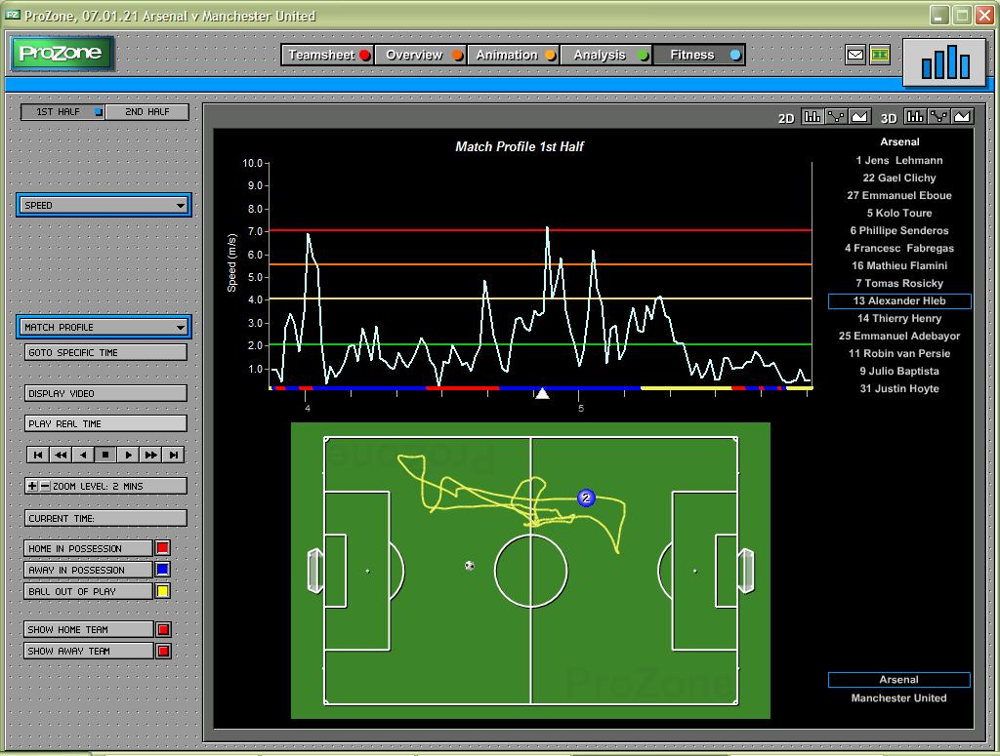 PZ ProZone, 07.01.21 Arsenal v Manchester United
ProZone
Teamsheet Overview Animation Analysis Fitness
1ST HALF 2ND HALF
2D 3D
SPEED
MATCH PROFILE
GOTO SPECIFIC TIME
DISPLAY VIDEO
PLAY REAL TIME
ZOOM LEVEL: 2 MINS
CURRENT TIME:
HOME IN POSSESSION
AWAY IN POSSESSION
BALL OUT OF PLAY
SHOW HOME TEAM
SHOW AWAY TEAM
Match Profile 1st Half
Speed (m/s)
10.0
9.0
8.0
7.0
6.0
5.0
4.0
3.0
2.0
1.0
4 5
ProZone
2
ProZone
Arsenal
1 Jens Lehmann
22 Gael Clichy
27 Emmanuel Eboue
5 Kolo Toure
6 Phillipe Senderos
4 Francesc Fabregas
16 Mathieu Flamini
7 Tomas Rosicky
13 Alexander Hleb
14 Thierry Henry
25 Emmanuel Adebayor
11 Robin van Persie
9 Julio Baptista
31 Justin Hoyte
Arsenal
Manchester United